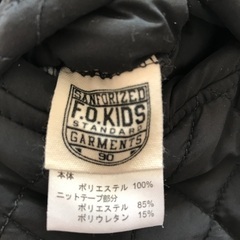 SANFORIZED
F.O.KIDS
STANDARD
GARMENTS
90
本体
ポリエステル 100%
ニットテープ部分
ポリエステル 85%
ポリウレタン 15%